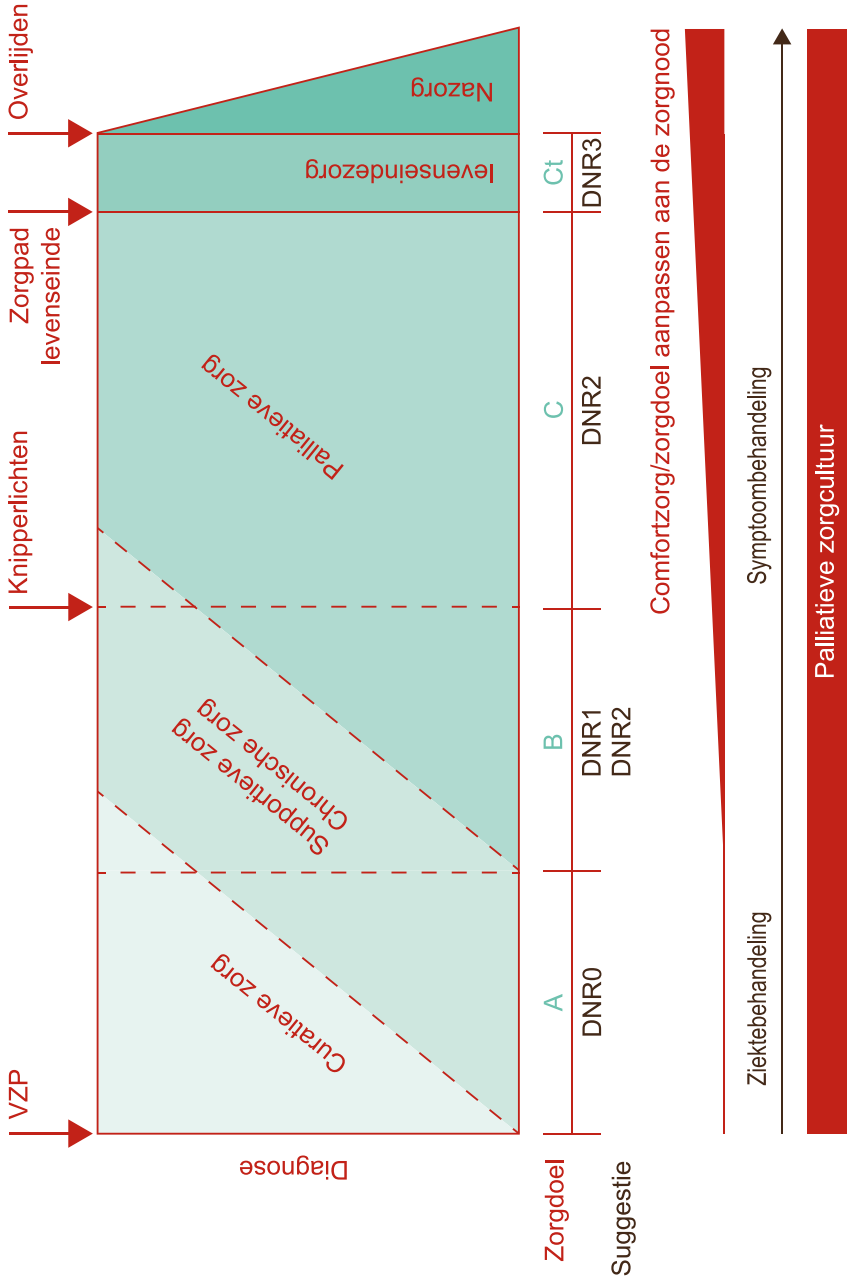 VZP
Knipperlichten
Zorgpad
levenseinde
Overlijden
Diagnose
Curatieve zorg
Supportieve zorg
Chronische zorg
Palliatieve zorg
levenseindezorg
Nazorg
Zorgdoel
A
B
C
Ct
Suggestie
DNR0
DNR1
DNR2
DNR2
DNR3
Comfortzorg/zorgdoel aanpassen aan de zorgnood
Ziektebehandeling
Symptoombehandeling
Palliatieve zorgcultuur